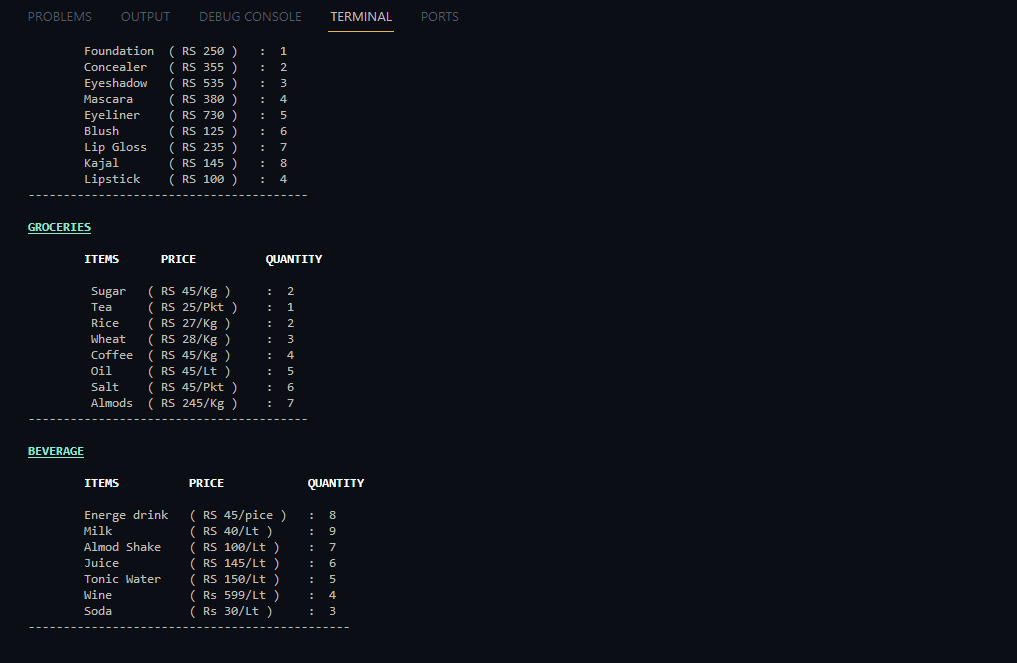 PROBLEMS OUTPUT DEBUG CONSOLE TERMINAL PORTS
Foundation ( RS 250 ) : 1
Concealer ( RS 355 ) : 2
Eyeshadow ( RS 535 ) : 3
Mascara ( RS 380 ) : 4
Eyeliner ( RS 730 ) : 5
Blush ( RS 125 ) : 6
Lip Gloss ( RS 235 ) : 7
Kajal ( RS 145 ) : 8
Lipstick ( RS 100 ) : 4
----------------------------------------
GROCERIES
ITEMS PRICE QUANTITY
Sugar ( RS 45/Kg ) : 2
Tea ( RS 25/Pkt ) : 1
Rice ( RS 27/Kg ) : 2
Wheat ( RS 28/Kg ) : 3
Coffee ( RS 45/Kg ) : 4
Oil ( RS 45/Lt ) : 5
Salt ( RS 45/Pkt ) : 6
Almods ( RS 245/Kg ) : 7
----------------------------------------
BEVERAGE
ITEMS PRICE QUANTITY
Energe drink ( RS 45/pice ) : 8
Milk ( RS 40/Lt ) : 9
Almod Shake ( RS 100/Lt ) : 7
Juice ( RS 145/Lt ) : 6
Tonic Water ( RS 150/Lt ) : 5
Wine ( Rs 599/Lt ) : 4
Soda ( Rs 30/Lt ) : 3
----------------------------------------------